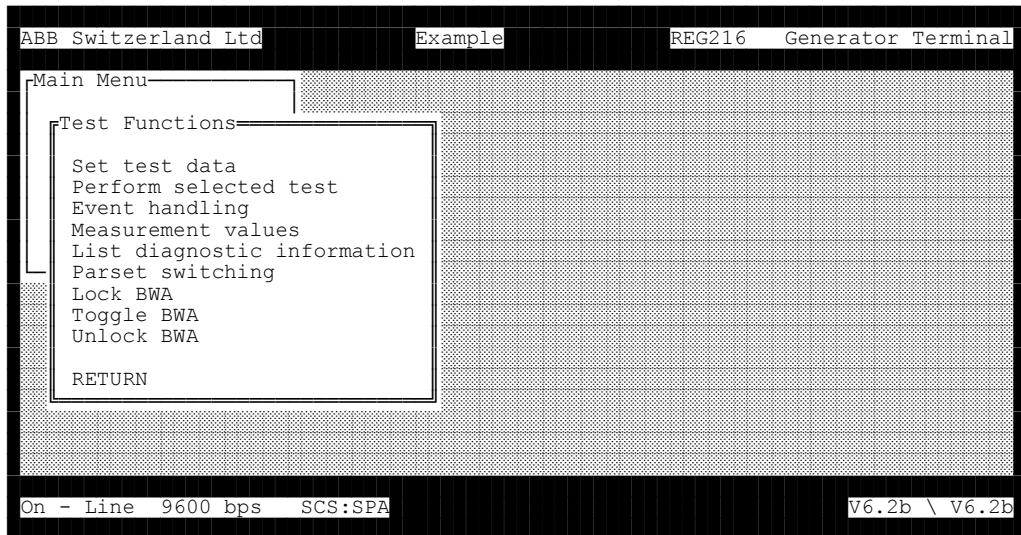 ABB Switzerland Ltd Example REG216 Generator Terminal
Main Menu
Test Functions
Set test data
Perform selected test
Event handling
Measurement values
List diagnostic information
Parset switching
Lock BWA
Toggle BWA
Unlock BWA
RETURN
On - Line 9600 bps SCS:SPA V6.2b \ V6.2b